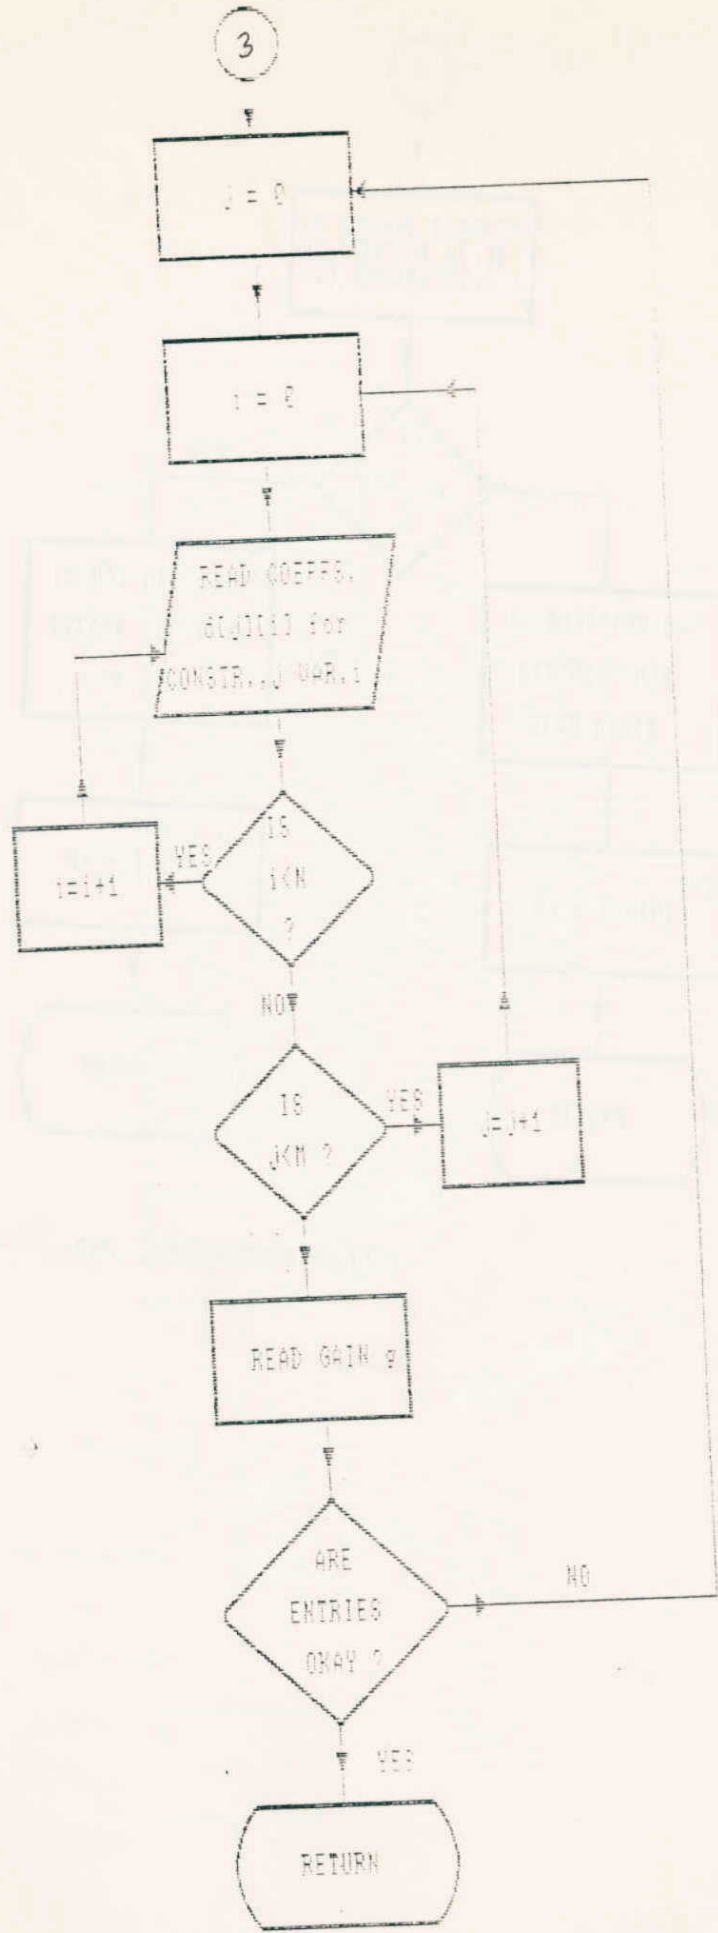 3
j = 0
i = 0
READ COEFFS.
d[j][i] for
CONSTR.,j VAR.i
IS
i<N
?
YES
i=i+1
NO
IS
j<M ?
YES
j=j+1
READ GAIN g
ARE
ENTRIES
OKAY ?
NO
YES
RETURN